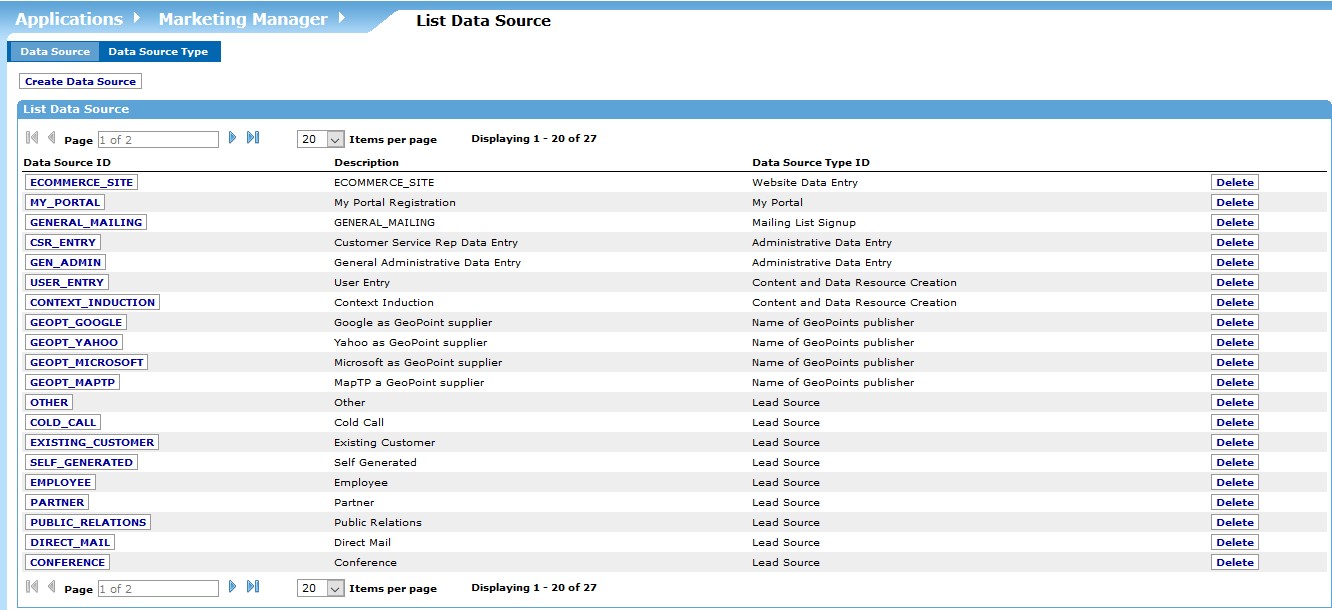 Applications Marketing Manager List Data Source
Data Source Data Source Type
Create Data Source
List Data Source
Page 1 of 2 20 Items per page Displaying 1 - 20 of 27
Data Source ID Description Data Source Type ID
ECOMMERCE_SITE ECOMMERCE_SITE Website Data Entry Delete
MY_PORTAL My Portal Registration My Portal Delete
GENERAL_MAILING GENERAL_MAILING Mailing List Signup Delete
CSR_ENTRY Customer Service Rep Data Entry Administrative Data Entry Delete
GEN_ADMIN General Administrative Data Entry Administrative Data Entry Delete
USER_ENTRY User Entry Content and Data Resource Creation Delete
CONTEXT_INDUCTION Context Induction Content and Data Resource Creation Delete
GEOPT_GOOGLE Google as GeoPoint supplier Name of GeoPoints publisher Delete
GEOPT_YAHOO Yahoo as GeoPoint supplier Name of GeoPoints publisher Delete
GEOPT_MICROSOFT Microsoft as GeoPoint supplier Name of GeoPoints publisher Delete
GEOPT_MAPTP MapTP a GeoPoint supplier Name of GeoPoints publisher Delete
OTHER Other Lead Source Delete
COLD_CALL Cold Call Lead Source Delete
EXISTING_CUSTOMER Existing Customer Lead Source Delete
SELF_GENERATED Self Generated Lead Source Delete
EMPLOYEE Employee Lead Source Delete
PARTNER Partner Lead Source Delete
PUBLIC_RELATIONS Public Relations Lead Source Delete
DIRECT_MAIL Direct Mail Lead Source Delete
CONFERENCE Conference Lead Source Delete
Page 1 of 2 20 Items per page Displaying 1 - 20 of 27